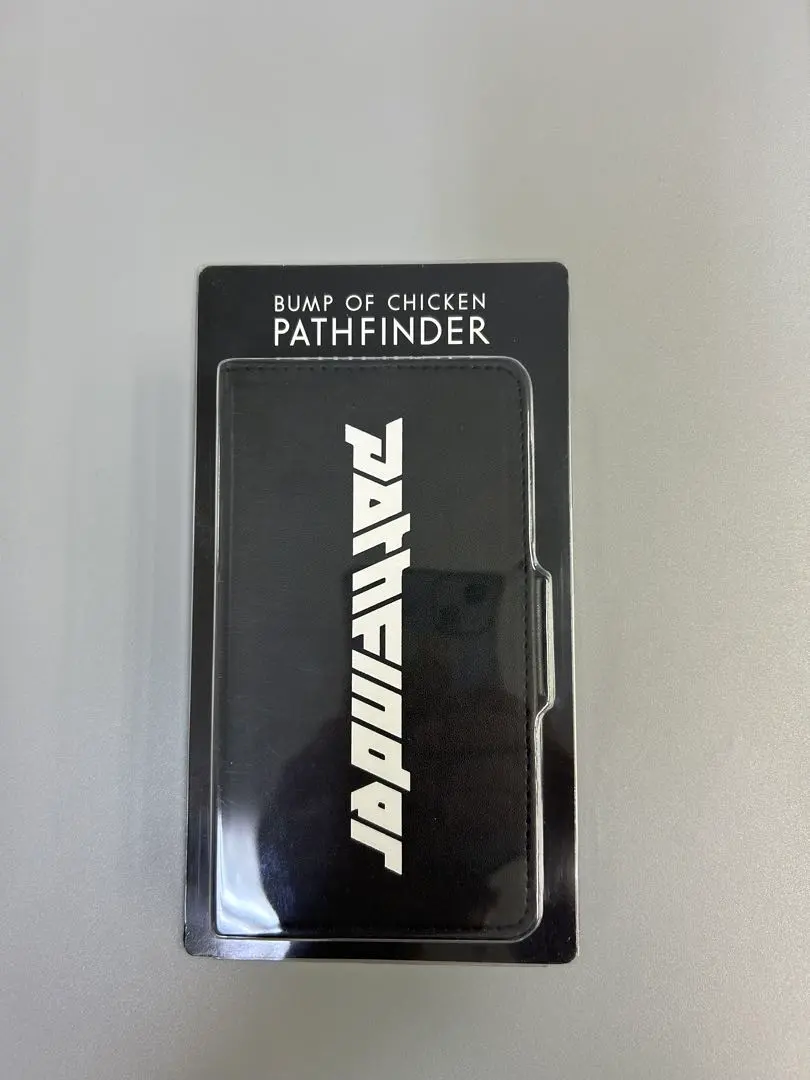 BUMP OF CHICKEN
PATHFINDER
pathfinder